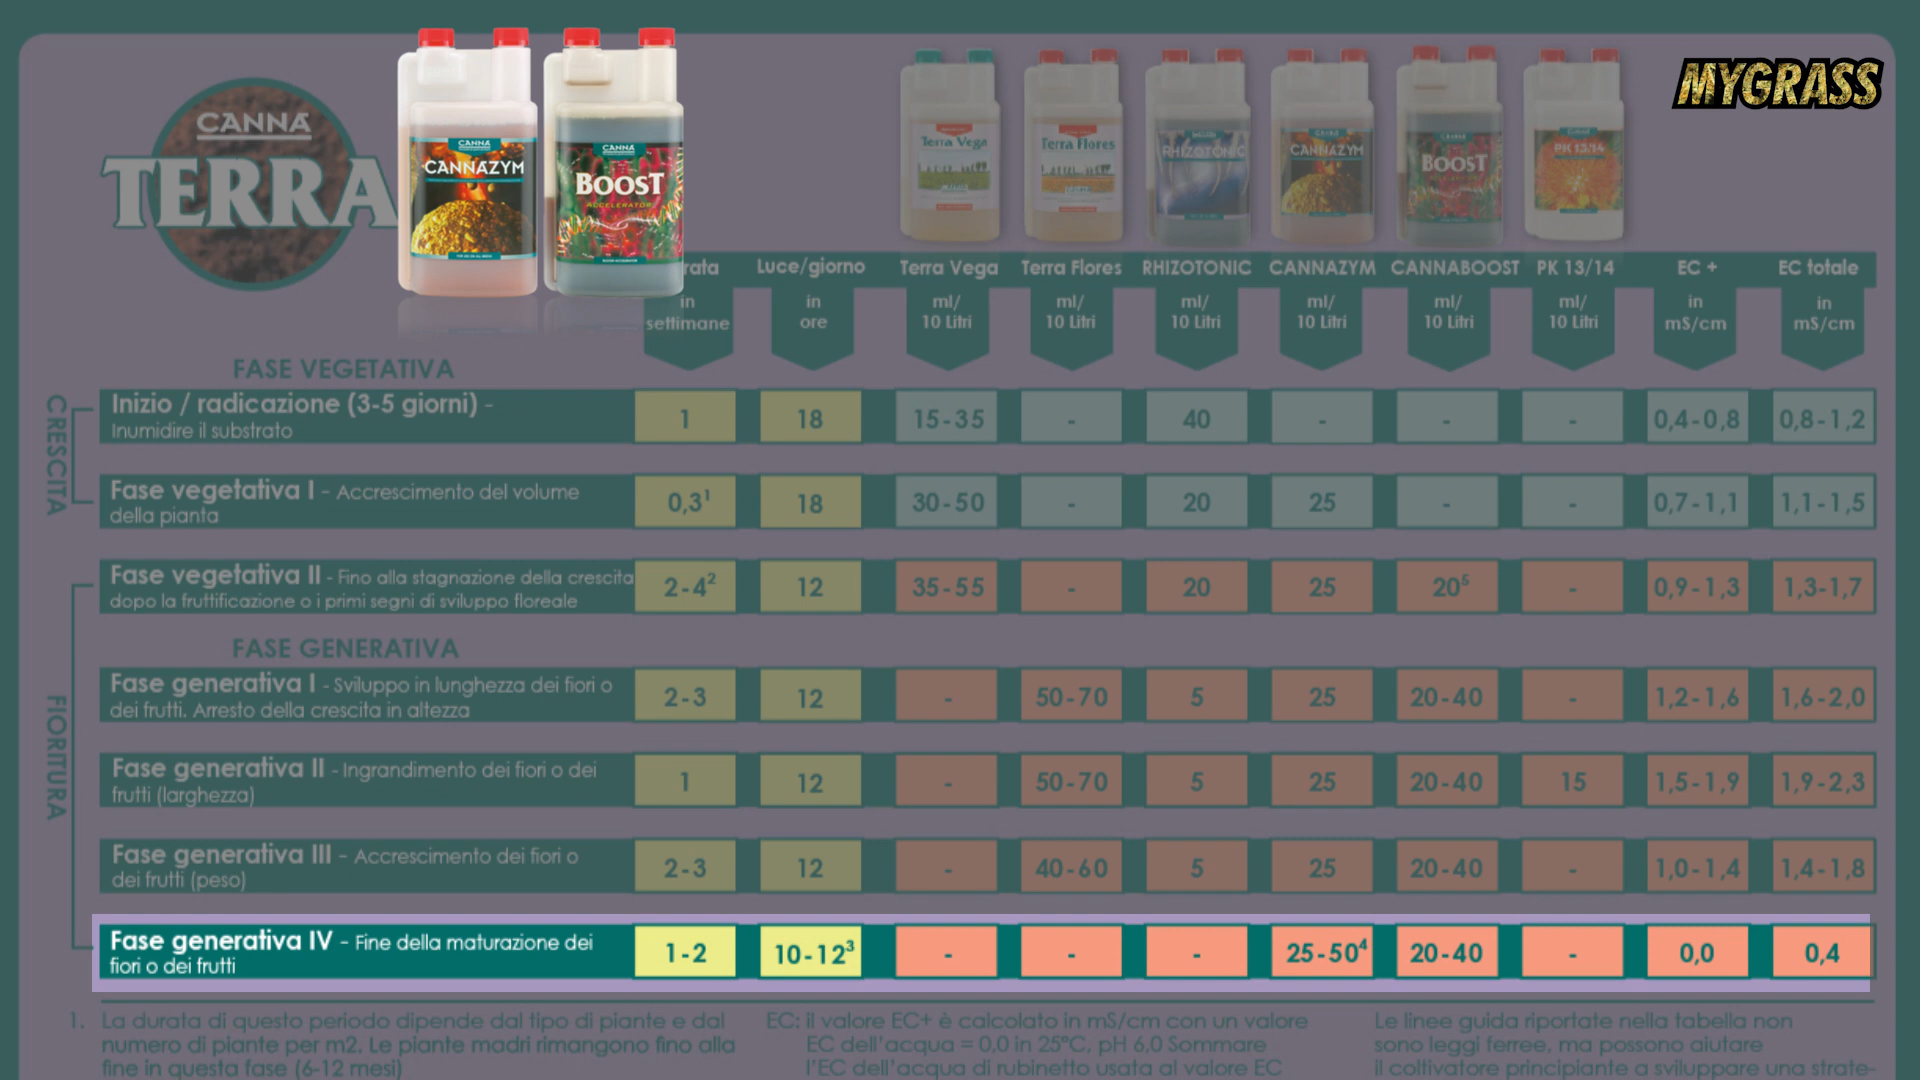 MYGRASS
CANNA
TERRA
CANNA
CANNAZYM
CANNA
BOOST
ACCELERATOR
Terra Vega
Terra Flores
RHIZOTONIC
CANNA
CANNAZYM
CANNA
BOOST
PK 13/14
rata Luce/giorno Terra Vega Terra Flores RHIZOTONIC CANNAZYM CANNABOOST PK 13/14 EC + EC totale
in settimane in ore ml/ 10 Litri ml/ 10 Litri ml/ 10 Litri ml/ 10 Litri ml/ 10 Litri ml/ 10 Litri in mS/cm in mS/cm
FASE VEGETATIVA
CRESCITA
Inizio / radicazione (3-5 giorni) - 1 18 15-35 - 40 - - - 0,4-0,8 0,8-1,2
Inumidire il substrato
Fase vegetativa I - Accrescimento del volume 0,3¹ 18 30-50 - 20 25 - - 0,7-1,1 1,1-1,5
della pianta
Fase vegetativa II - Fino alla stagnazione della crescita 2-4² 12 35-55 - 20 25 20⁵ - 0,9-1,3 1,3-1,7
dopo la fruttificazione o i primi segni di sviluppo floreale
FASE GENERATIVA
FIORITURA
Fase generativa I - Sviluppo in lunghezza dei fiori o 2-3 12 - 50-70 5 25 20-40 - 1,2-1,6 1,6-2,0
dei frutti. Arresto della crescita in altezza
Fase generativa II - Ingrandimento dei fiori o dei 1 12 - 50-70 5 25 20-40 15 1,5-1,9 1,9-2,3
frutti (larghezza)
Fase generativa III - Accrescimento dei fiori o 2-3 12 - 40-60 5 25 20-40 - 1,0-1,4 1,4-1,8
dei frutti (peso)
Fase generativa IV - Fine della maturazione dei 1-2 10-12³ - - - 25-50⁴ 20-40 - 0,0 0,4
fiori o dei frutti
1. La durata di questo periodo dipende dal tipo di piante e dal
numero di piante per m2. Le piante madri rimangono fino alla
fine in questa fase (6-12 mesi)
EC: il valore EC+ è calcolato in mS/cm con un valore
EC dell'acqua = 0,0 in 25°C, pH 6,0 Sommare
l'EC dell'acqua di rubinetto usata al valore EC
Le linee guida riportate nella tabella non
sono leggi ferree, ma possono aiutare
il coltivatore principiante a sviluppare una strate-